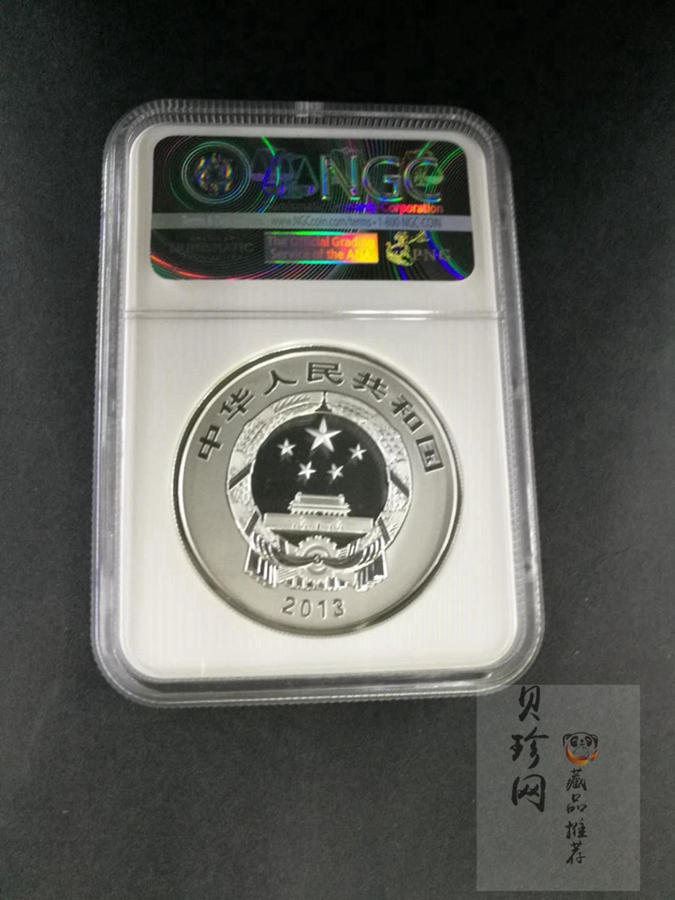 NGC
Corporation
www.NGCcoin.com/terms•1-800-NGC-COIN
The Official Grading
Service of the
PNG
中华人民共和国
2013
贝珍网
藏品推荐